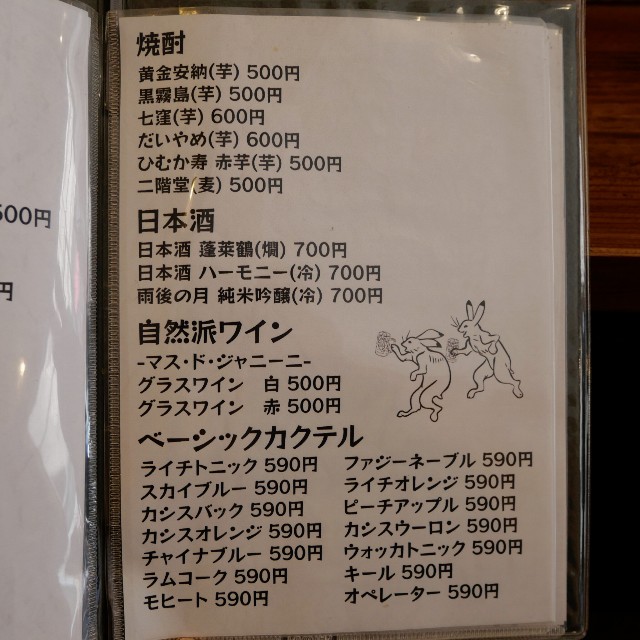 500円
円
焼酎
黄金安納(芋) 500円
黒霧島(芋) 500円
七窪(芋) 600円
だいやめ(芋) 600円
ひむか寿 赤芋(芋) 500円
二階堂(麦) 500円
日本酒
日本酒 蓬莱鶴(燗) 700円
日本酒 ハーモニー(冷) 700円
雨後の月 純米吟醸(冷) 700円
自然派ワイン
-マス・ド・ジャニーニ-
グラスワイン 白 500円
グラスワイン 赤 500円
ベーシックカクテル
ライチトニック 590円
スカイブルー 590円
カシスバック 590円
カシスオレンジ 590円
チャイナブルー 590円
ラムコーク 590円
モヒート 590円
ファジーネーブル 590円
ライチオレンジ 590円
ピーチアップル 590円
カシスウーロン 590円
ウォッカトニック 590円
キール 590円
オペレーター 590円